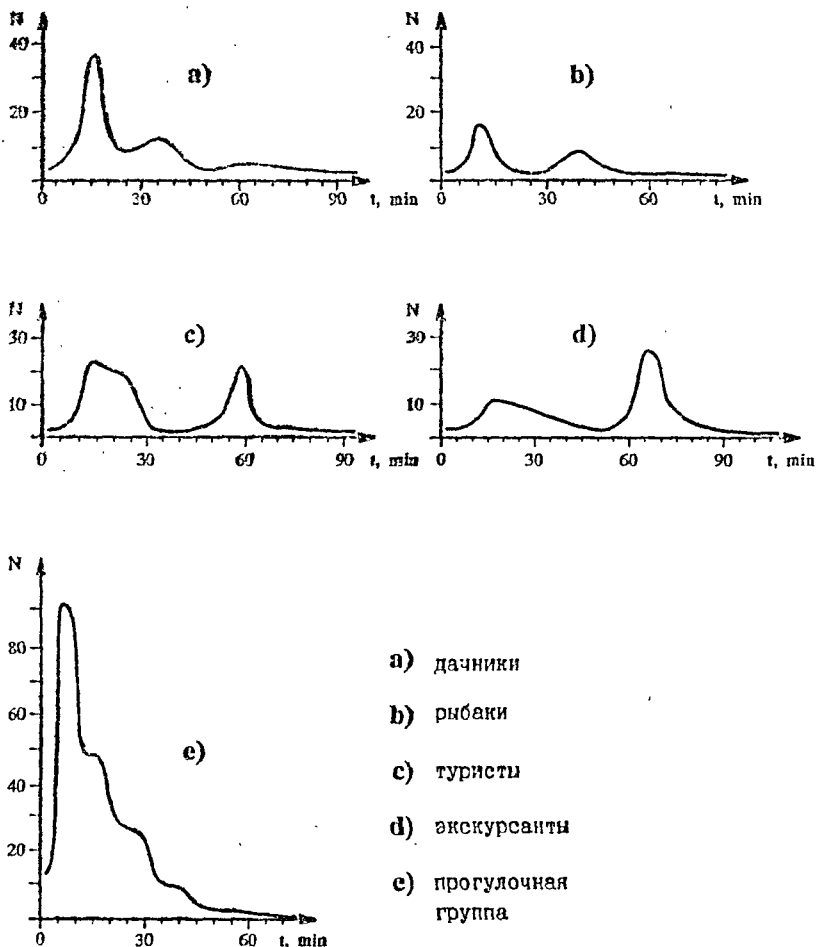 N
40
20
0
30
60
90
t, min
a)
N
40
20
0
30
60
t, min
b)
N
30
10
0
30
60
90
t, min
c)
N
30
10
0
30
60
90
t, min
d)
N
80
60
40
20
0
30
60
t, min
e)
a) дачники
b) рыбаки
c) туристы
d) экскурсанты
e) прогулочная
группа